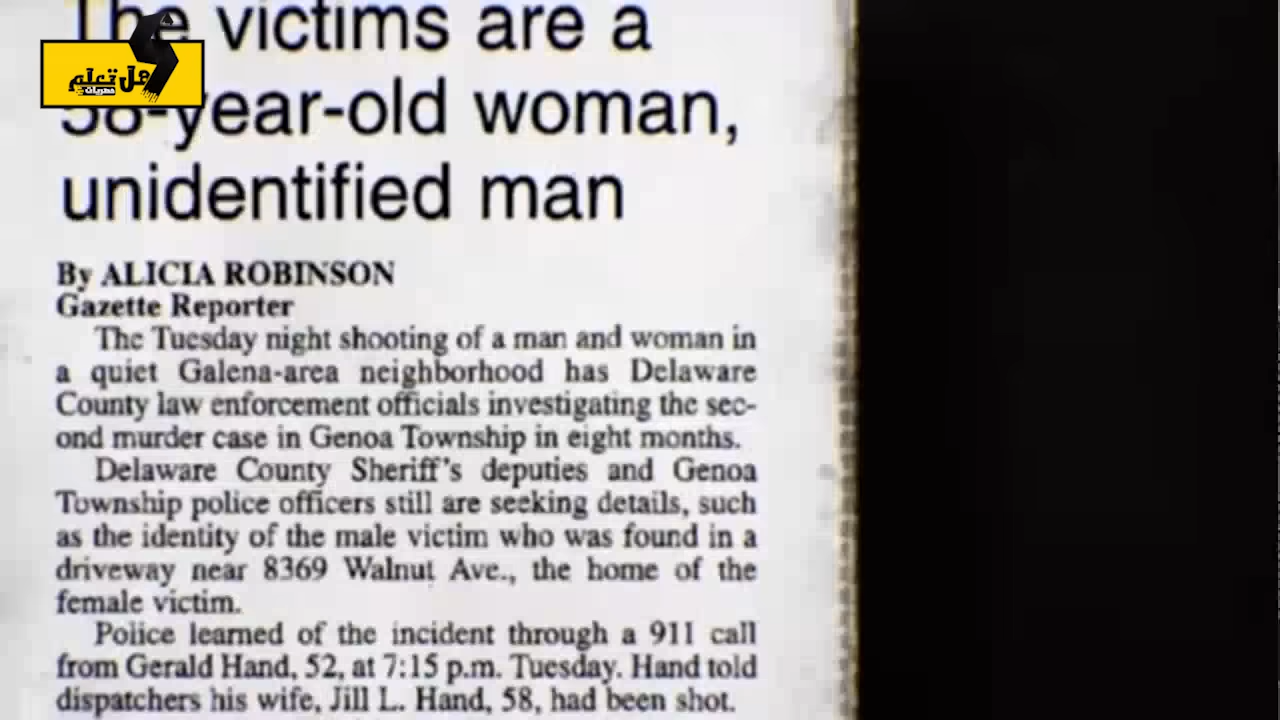 The victims are a
هل تعلم
58-year-old woman,
unidentified man
By ALICIA ROBINSON
Gazette Reporter
The Tuesday night shooting of a man and woman in
a quiet Galena-area neighborhood has Delaware
County law enforcement officials investigating the sec-
ond murder case in Genoa Township in eight months.
Delaware County Sheriff's deputies and Genoa
Township police officers still are seeking details, such
as the identity of the male victim who was found in a
driveway near 8369 Walnut Ave., the home of the
female victim.
Police learned of the incident through a 911 call
from Gerald Hand, 52, at 7:15 p.m. Tuesday. Hand told
dispatchers his wife, Jill L. Hand, 58, had been shot.